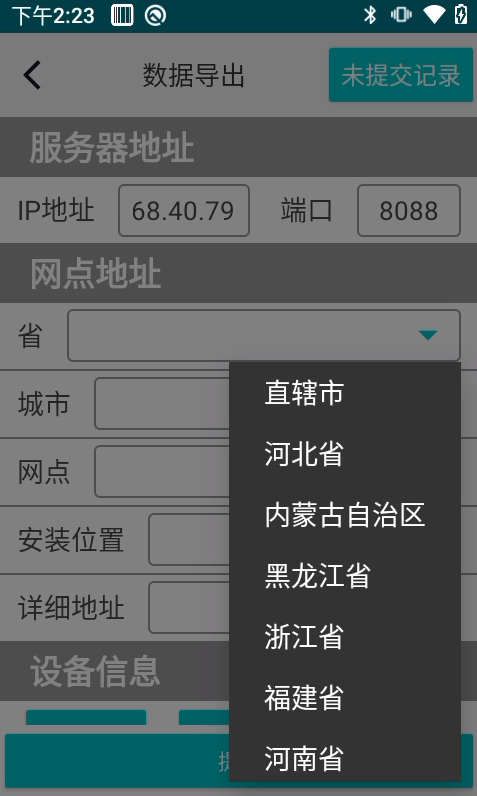 下午2:23
数据导出
未提交记录
服务器地址
IP地址 68.40.79 端口 8088
网点地址
省
直辖市
城市
河北省
网点
内蒙古自治区
安装位置
黑龙江省
详细地址
浙江省
设备信息
福建省
河南省